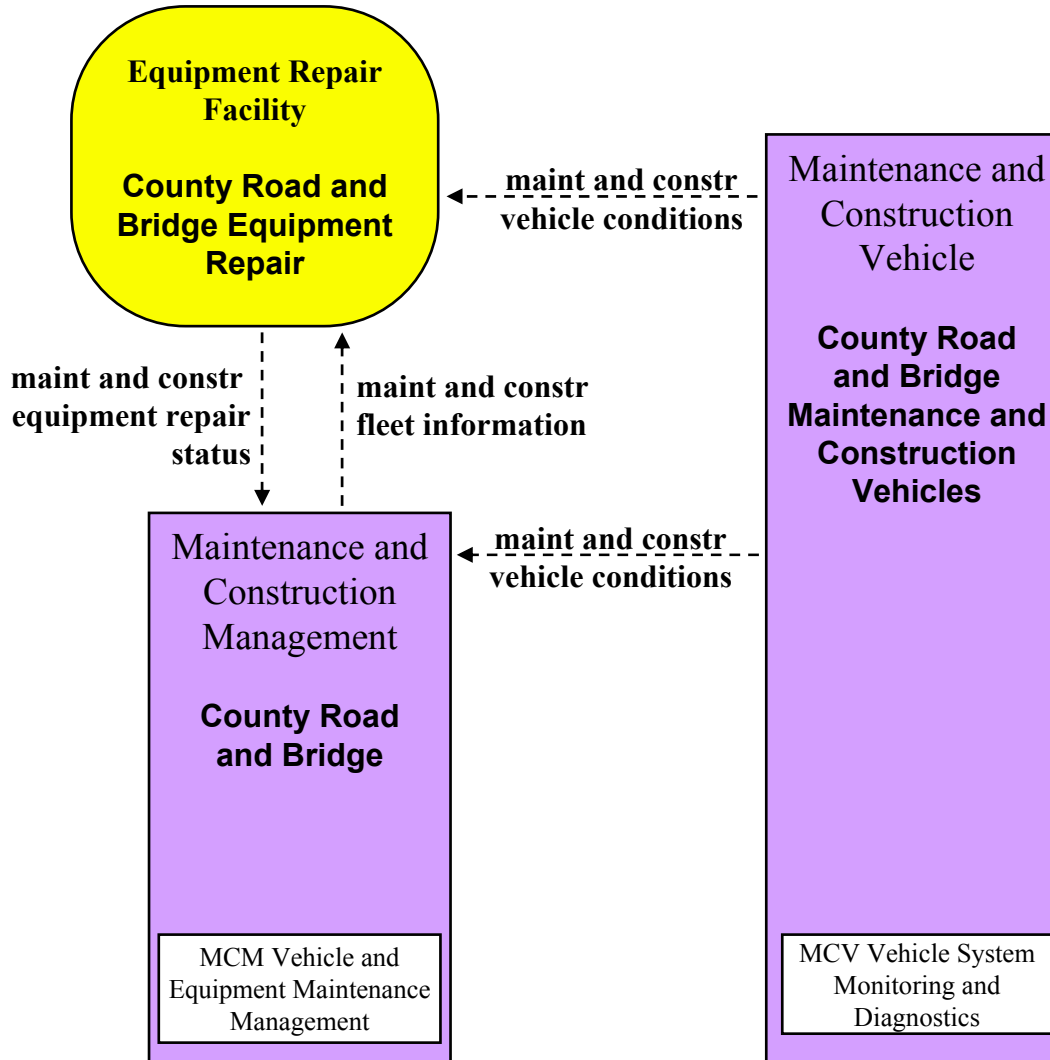 Equipment Repair
Facility
County Road and
Bridge Equipment
Repair
maint and constr
vehicle conditions
Maintenance and
Construction
Vehicle
County Road
and Bridge
Maintenance and
Construction
Vehicles
maint and constr
equipment repair
status
maint and constr
fleet information
maint and constr
vehicle conditions
Maintenance and
Construction
Management
County Road
and Bridge
MCM Vehicle and
Equipment Maintenance
Management
MCV Vehicle System
Monitoring and
Diagnostics